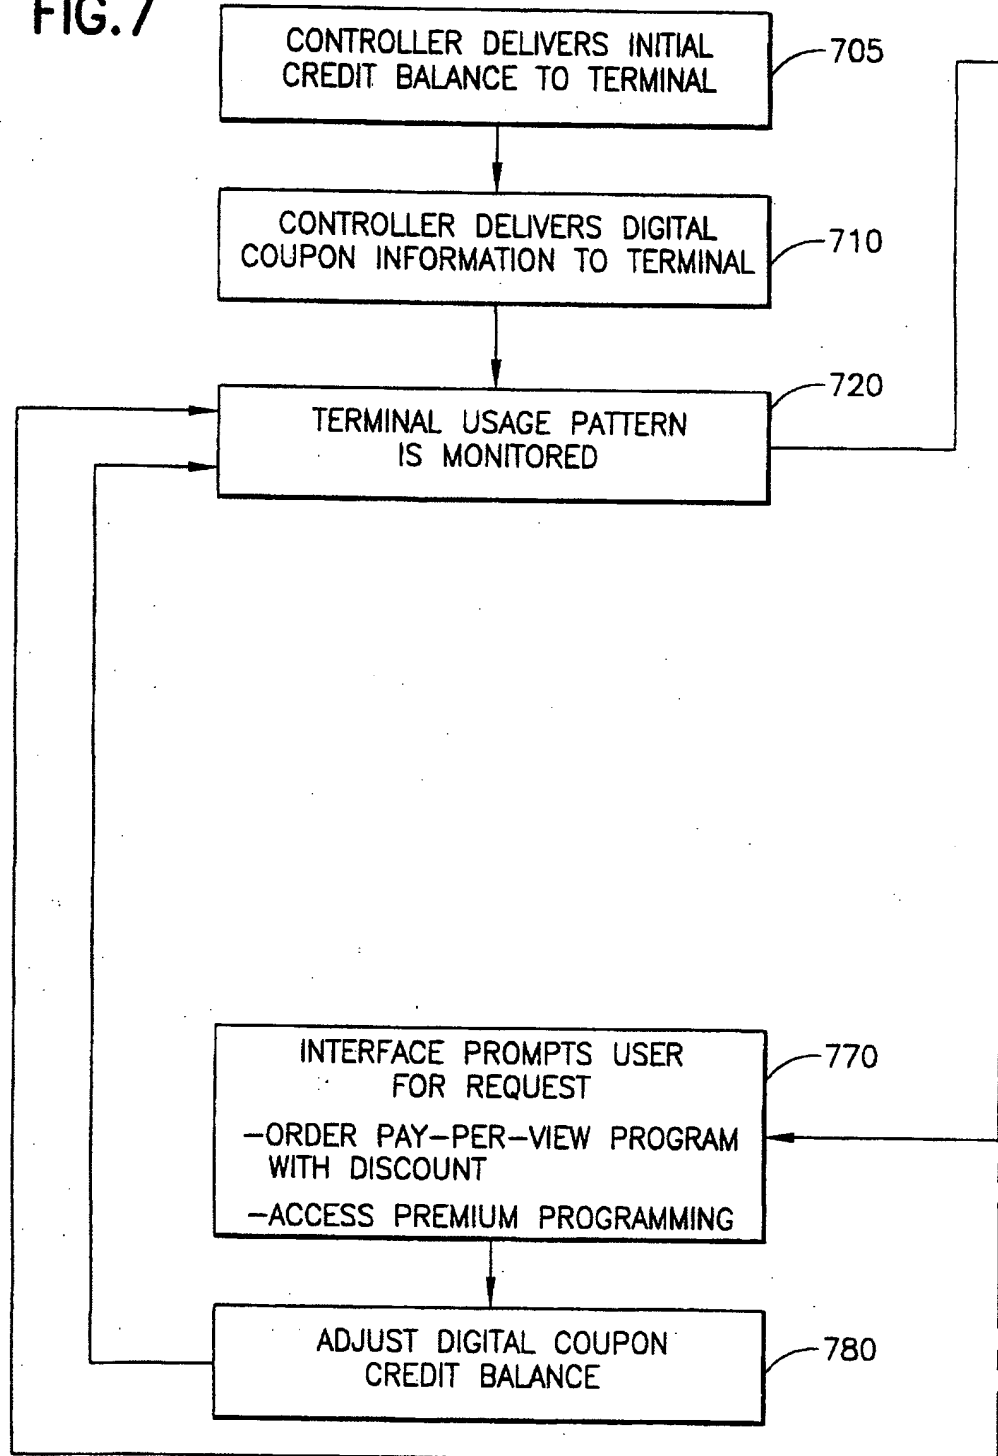 FIG.7
CONTROLLER DELIVERS INITIAL
CREDIT BALANCE TO TERMINAL
705
CONTROLLER DELIVERS DIGITAL
COUPON INFORMATION TO TERMINAL
710
TERMINAL USAGE PATTERN
IS MONITORED
720
INTERFACE PROMPTS USER
FOR REQUEST
-ORDER PAY-PER-VIEW PROGRAM
WITH DISCOUNT
-ACCESS PREMIUM PROGRAMMING
770
ADJUST DIGITAL COUPON
CREDIT BALANCE
780